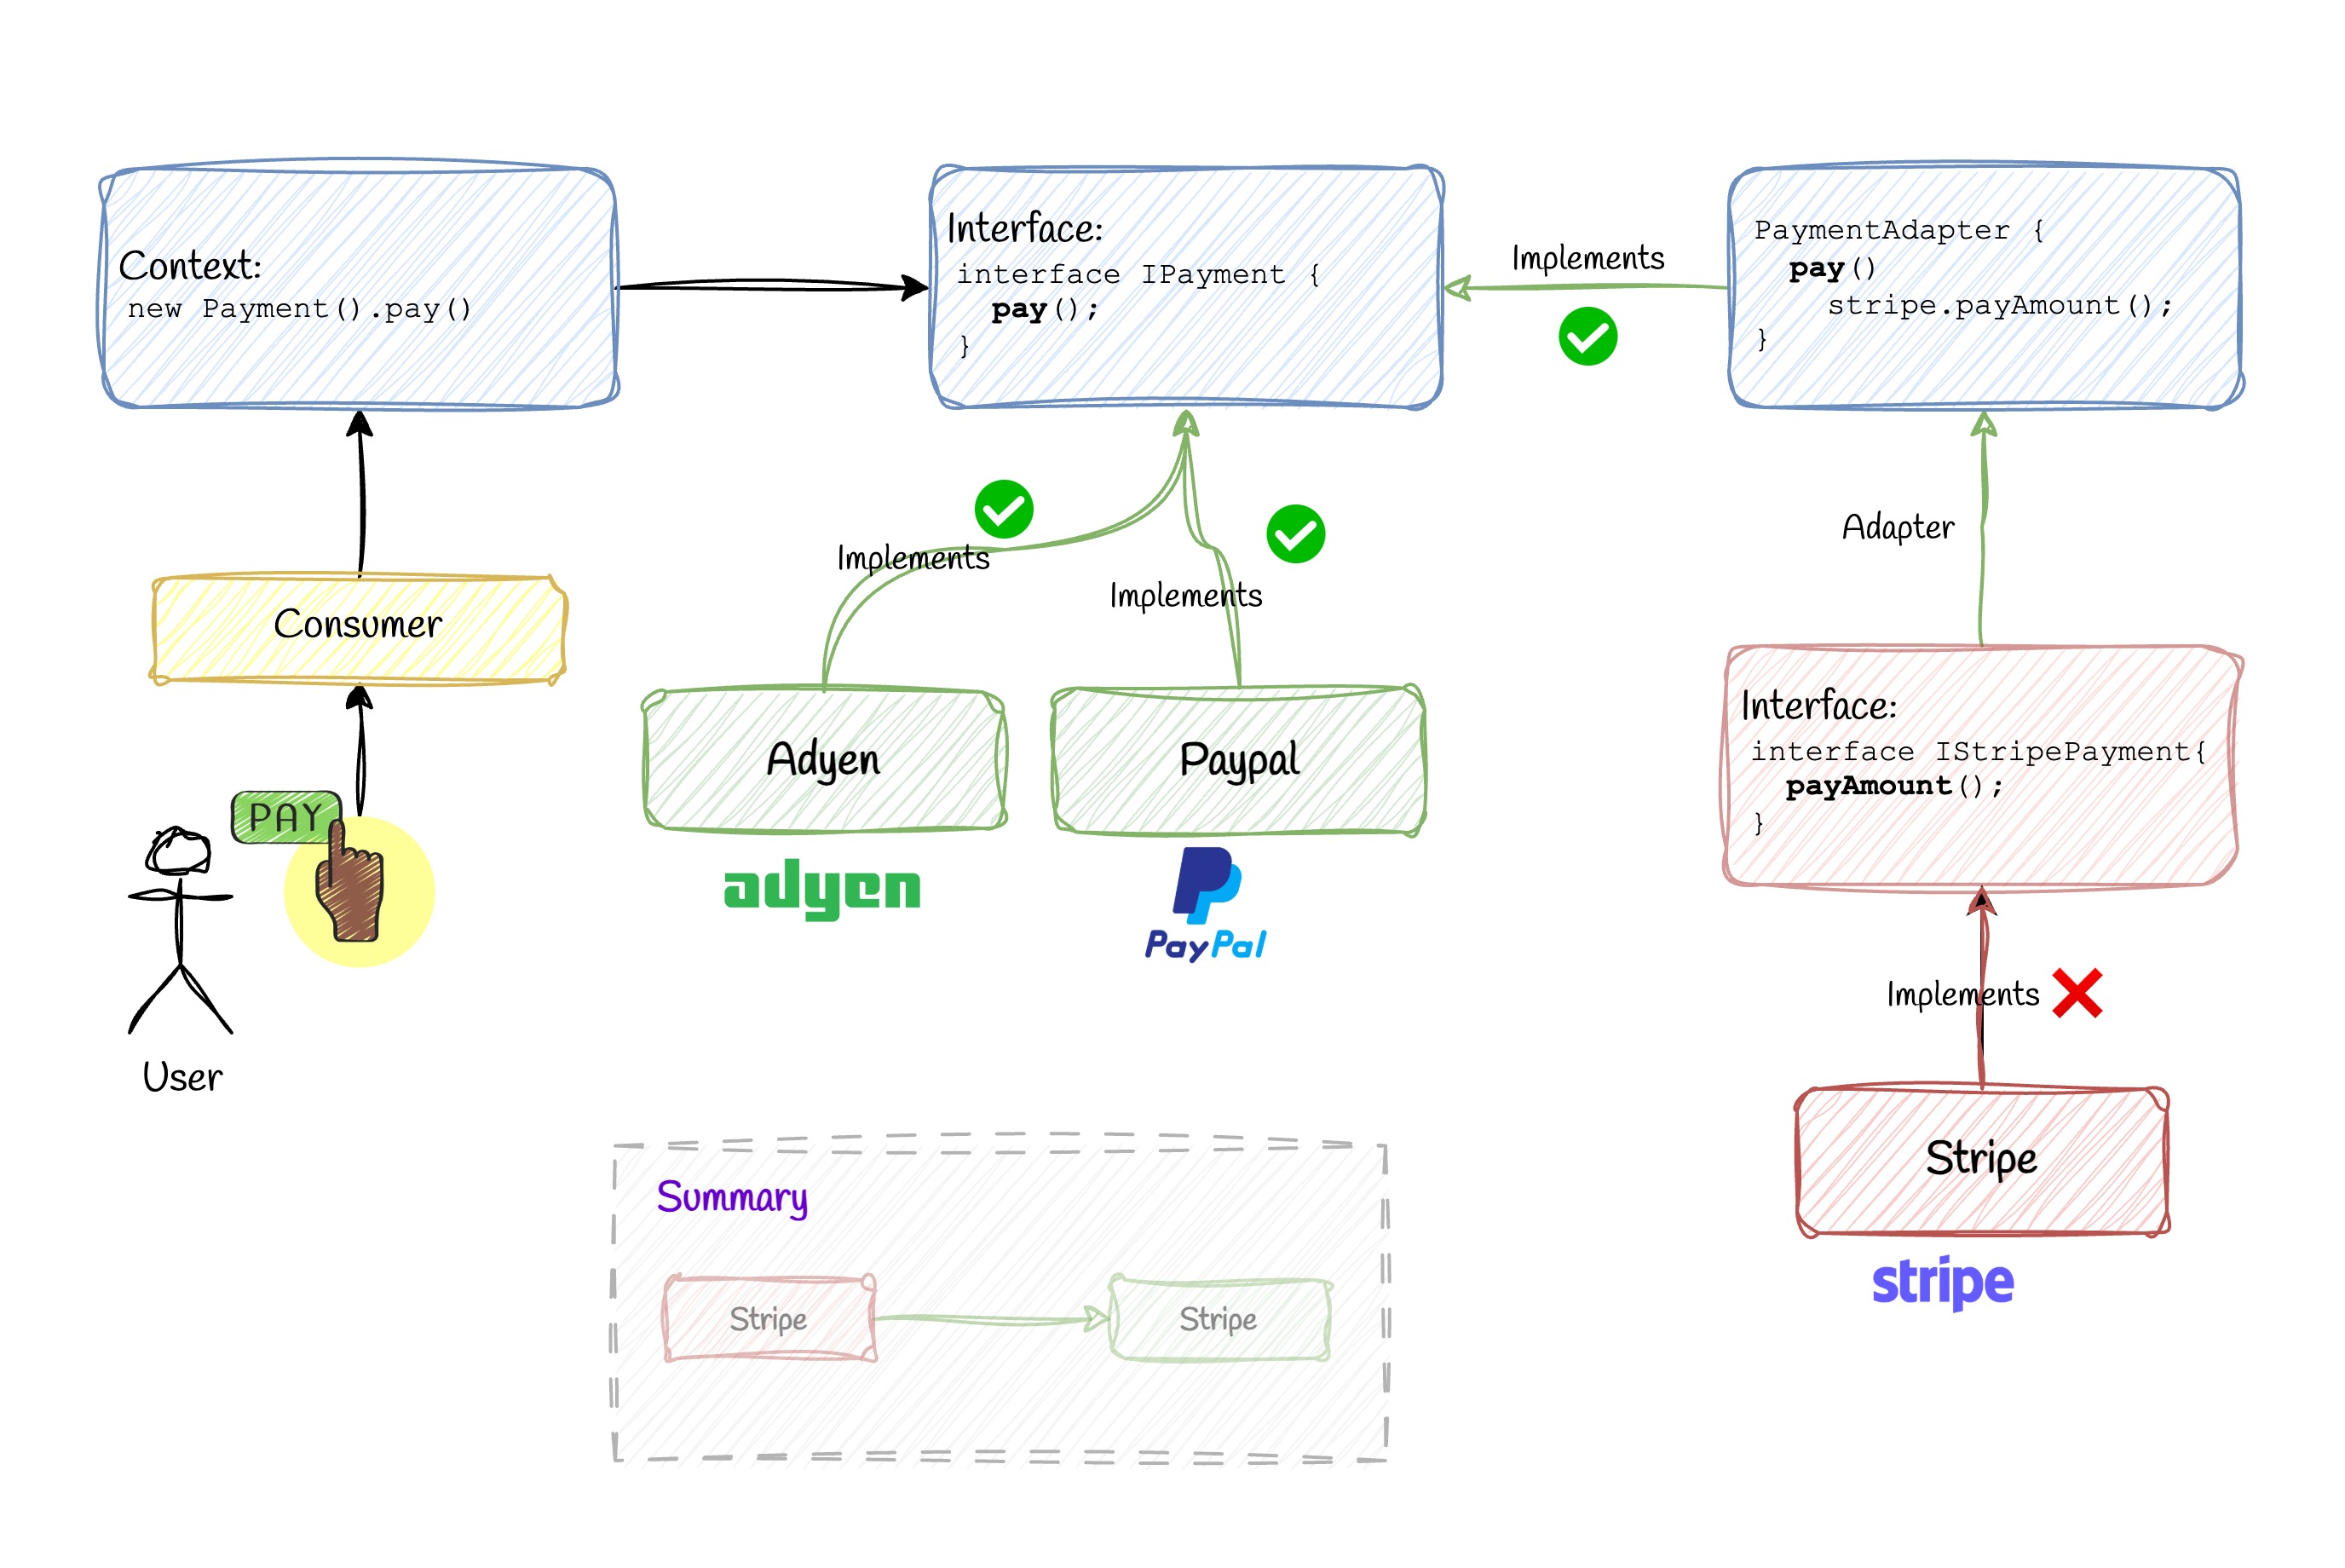 Context:
new Payment().pay()
Interface:
interface IPayment {
pay();
}
Implements
PaymentAdapter {
pay()
stripe.payAmount();
}
Implements
Implements
Adapter
Consumer
PAY
User
Adyen
adyen
Paypal
PayPal
Interface:
interface IStripePayment{
payAmount();
}
Implements
Stripe
stripe
Summary
Stripe
Stripe